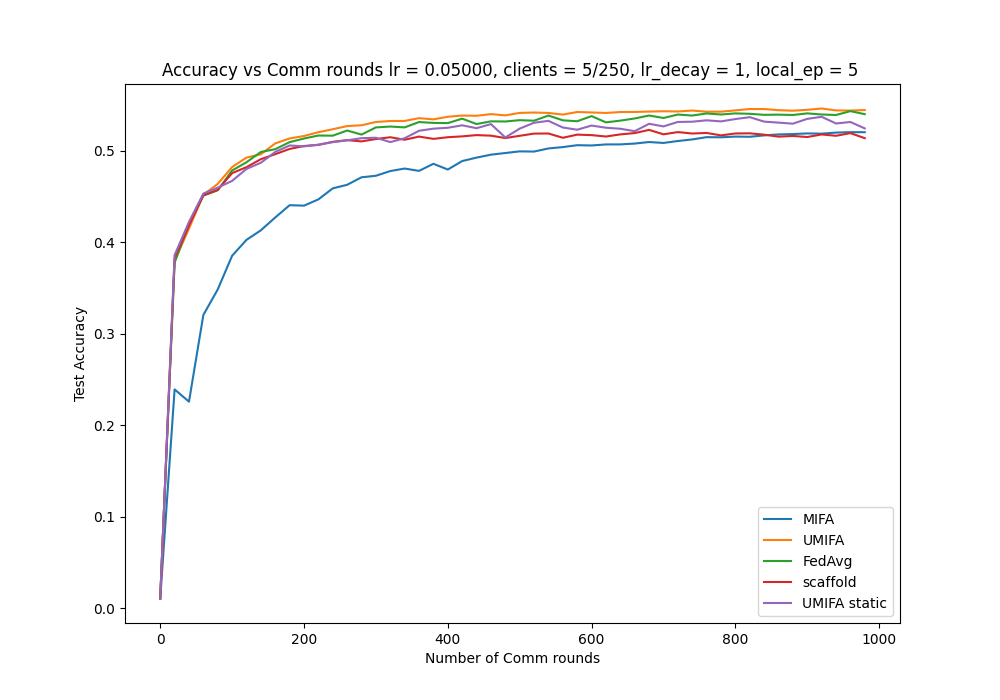 Accuracy vs Comm rounds lr = 0.05000, clients = 5/250, lr_decay = 1, local_ep = 5
Test Accuracy
0.5
0.4
0.3
0.2
0.1
0.0
MIFA
UMIFA
FedAvg
scaffold
UMIFA static
0 200 400 600 800 1000
Number of Comm rounds